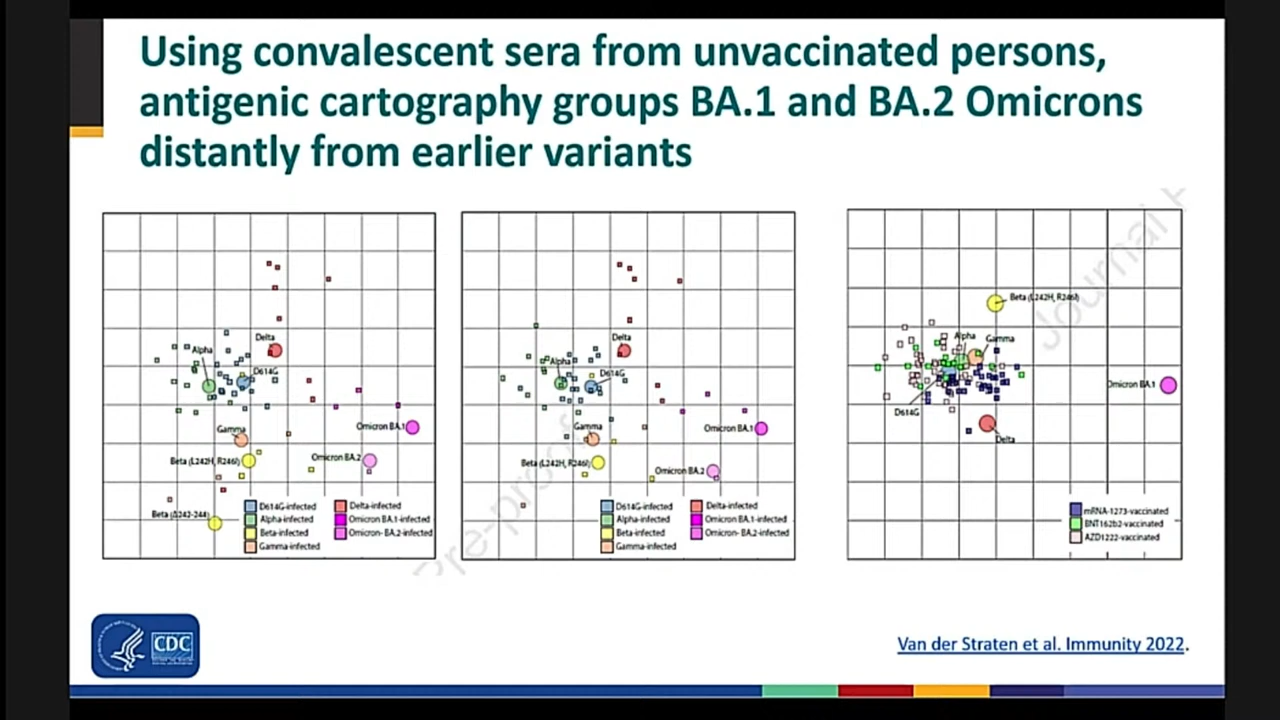 Using convalescent sera from unvaccinated persons,
antigenic cartography groups BA.1 and BA.2 Omicrons
distantly from earlier variants
Delta
Alpha
D614G
Gamma
Omicron BA.1
Beta (L242H, R246I)
Omicron BA.2
Beta (Δ242-244)
D614G-infected
Alpha-infected
Beta-infected
Gamma-infected
Delta-infected
Omicron BA.1-infected
Omicron- BA.2-infected
Delta
Alpha
D614G
Gamma
Omicron BA.1
Beta (L242H, R246I)
Omicron BA.2
D614G-infected
Alpha-infected
Beta-infected
Gamma-infected
Delta-infected
Omicron BA.1-infected
Omicron- BA.2-infected
Pre-proof
Beta (L242H, R246I)
Alpha
Gamma
Omicron BA.1
D614G
Delta
mRNA-1273-vaccinated
BNT162b2-vaccinated
AZD1222-vaccinated
Journal
CDC
Van der Straten et al. Immunity 2022.